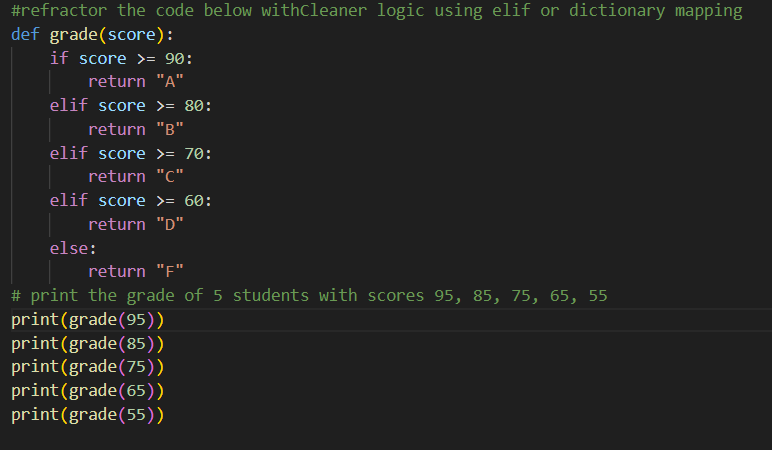 #refractor the code below withCleaner logic using elif or dictionary mapping
def grade(score):
    if score >= 90:
        return "A"
    elif score >= 80:
        return "B"
    elif score >= 70:
        return "C"
    elif score >= 60:
        return "D"
    else:
        return "F"
# print the grade of 5 students with scores 95, 85, 75, 65, 55
print(grade(95))
print(grade(85))
print(grade(75))
print(grade(65))
print(grade(55))